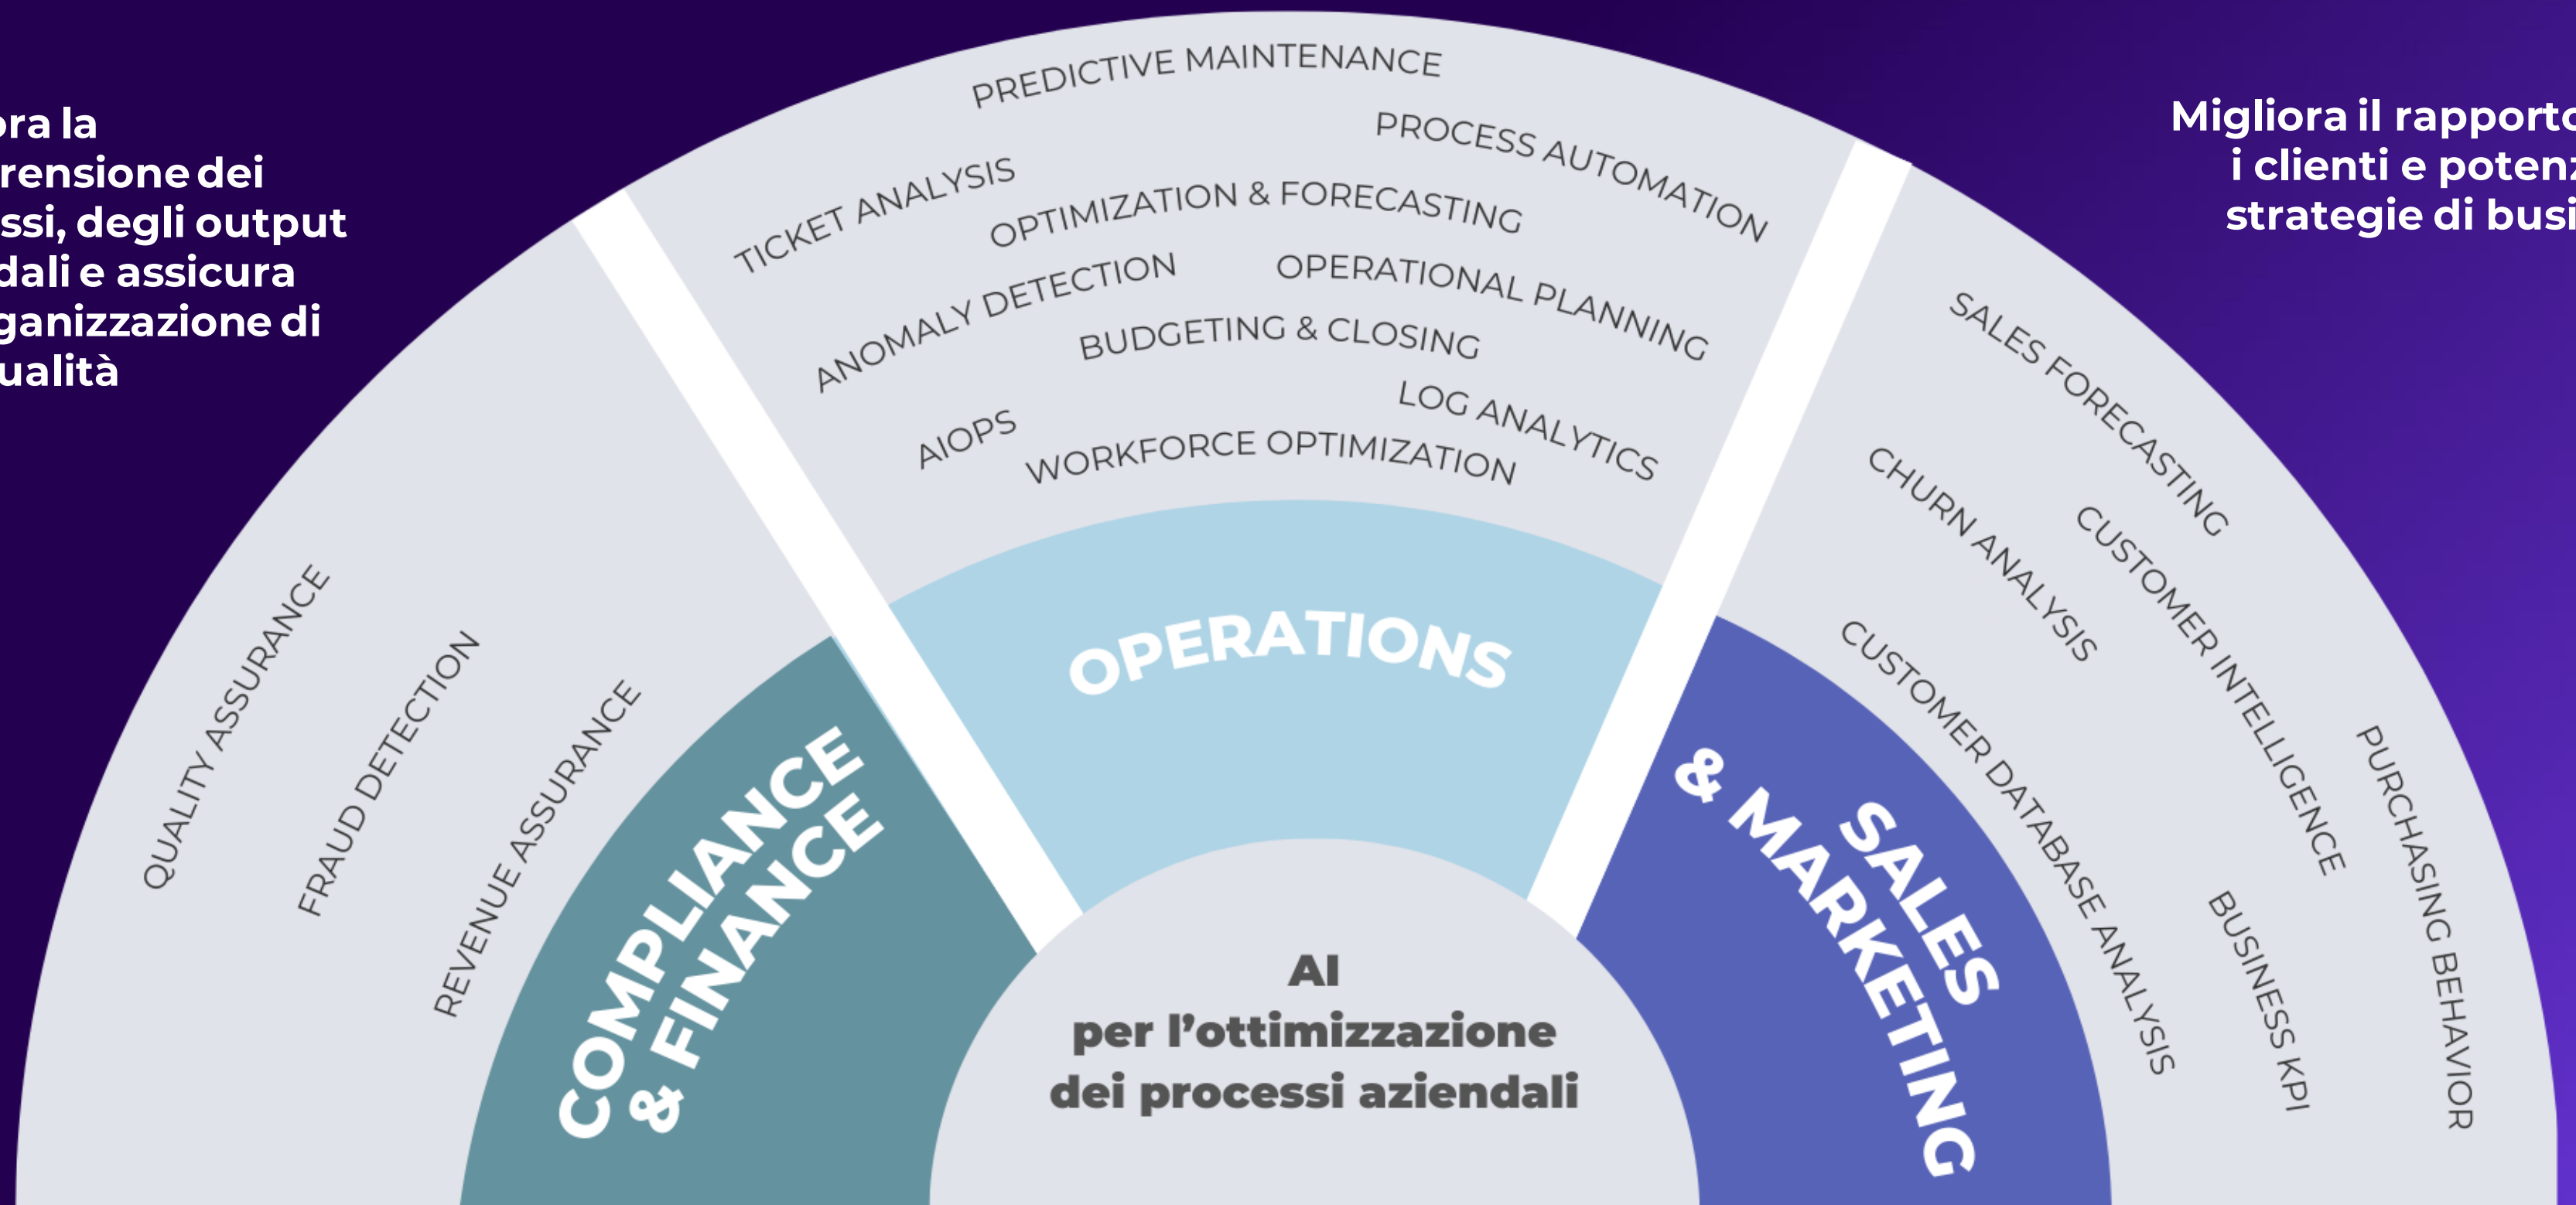 ora la
rensione dei
ssi, degli output
dali e assicura
ganizzazione di
ualità
PREDICTIVE MAINTENANCE
PROCESS AUTOMATION
TICKET ANALYSIS
OPTIMIZATION & FORECASTING
ANOMALY DETECTION
OPERATIONAL PLANNING
BUDGETING & CLOSING
LOG ANALYTICS
AIOPS
WORKFORCE OPTIMIZATION
OPERATIONS
Migliora il rapporto
i clienti e potenz
strategie di busi
QUALITY ASSURANCE
FRAUD DETECTION
REVENUE ASSURANCE
COMPLIANCE
& FINANCE
SALES FORECASTING
CHURN ANALYSIS
CUSTOMER INTELLIGENCE
CUSTOMER DATABASE ANALYSIS
PURCHASING BEHAVIOR
BUSINESS KPI
SALES
& MARKETING
AI
per l’ottimizzazione
dei processi aziendali